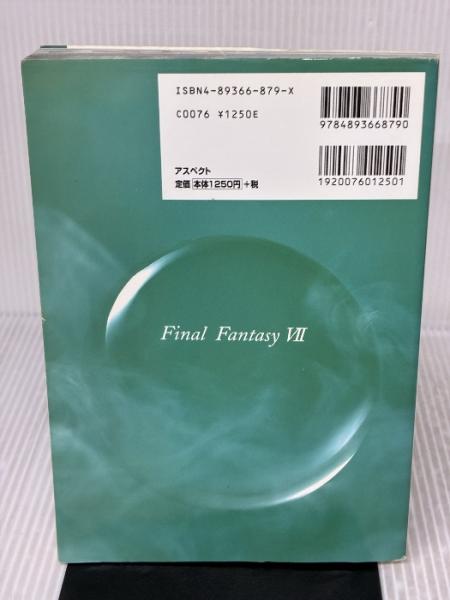 ISBN4-89366-879-X
C0076 ¥1250E
9784893668790
アスペクト
定価 本体1250円 +税
1920076012501
Final Fantasy VII